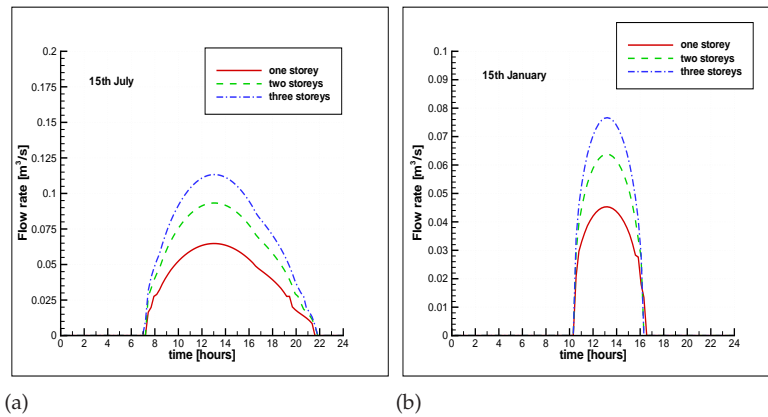 0.2
0.175
0.15
0.125
0.1
0.075
0.05
0.025
0
Flow rate [m³/s]
15th July
one storey
two storeys
three storeys
0 2 4 6 8 10 12 14 16 18 20 22 24
time [hours]
(a)
0.1
0.09
0.08
0.07
0.06
0.05
0.04
0.03
0.02
0.01
0
Flow rate [m³/s]
15th January
one storey
two storeys
three storeys
0 2 4 6 8 10 12 14 16 18 20 22 24
time [hours]
(b)